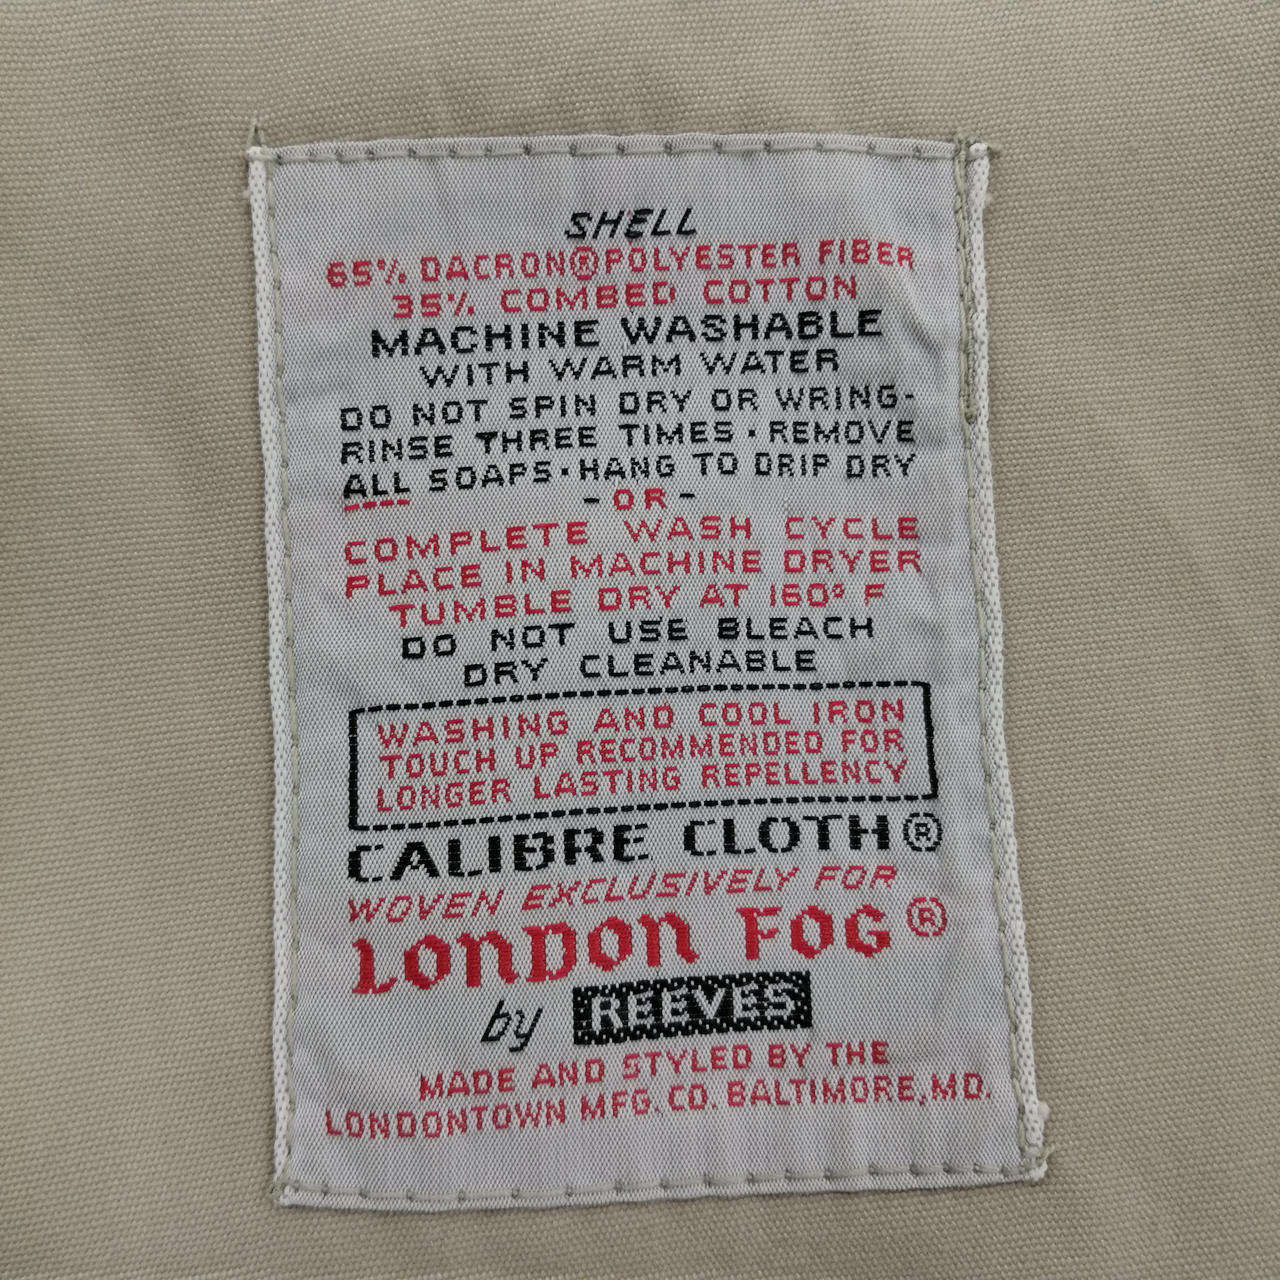 SHELL
65% DACRON® POLYESTER FIBER
35% COMBED COTTON
MACHINE WASHABLE
WITH WARM WATER
DO NOT SPIN DRY OR WRING-
RINSE THREE TIMES · REMOVE
ALL SOAPS · HANG TO DRIP DRY
- OR -
COMPLETE WASH CYCLE
PLACE IN MACHINE DRYER
TUMBLE DRY AT 160° F
DO NOT USE BLEACH
DRY CLEANABLE
WASHING AND COOL IRON
TOUCH UP RECOMMENDED FOR
LONGER LASTING REPELLENCY
CALIBRE CLOTH®
WOVEN EXCLUSIVELY FOR
LONDON FOG®
by REEVES
MADE AND STYLED BY THE
LONDONTOWN MFG. CO. BALTIMORE, MD.